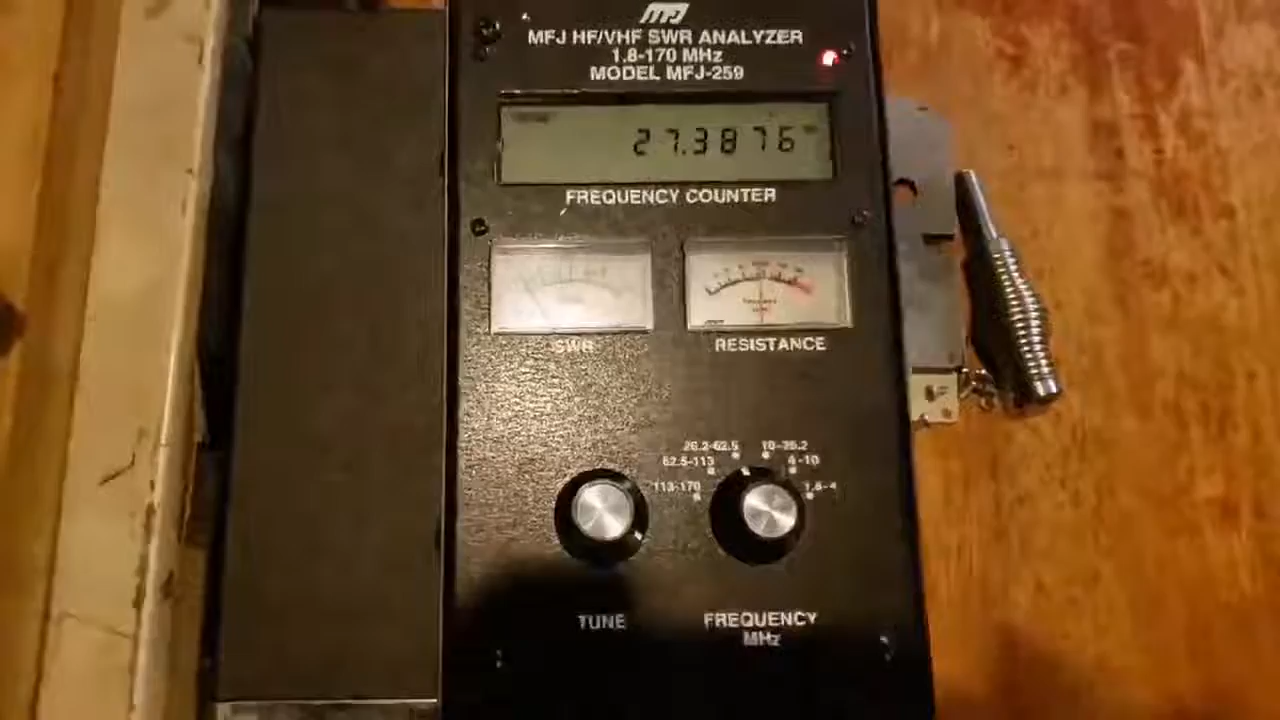 MFJ
MFJ HF/VHF SWR ANALYZER
1.8-170 MHz
MODEL MFJ-259
27.3876
FREQUENCY COUNTER
SWR
RESISTANCE
26.2-62.5 10-26.2
62.5-113 4-10
113-170 1.8-4
TUNE
FREQUENCY
MHz